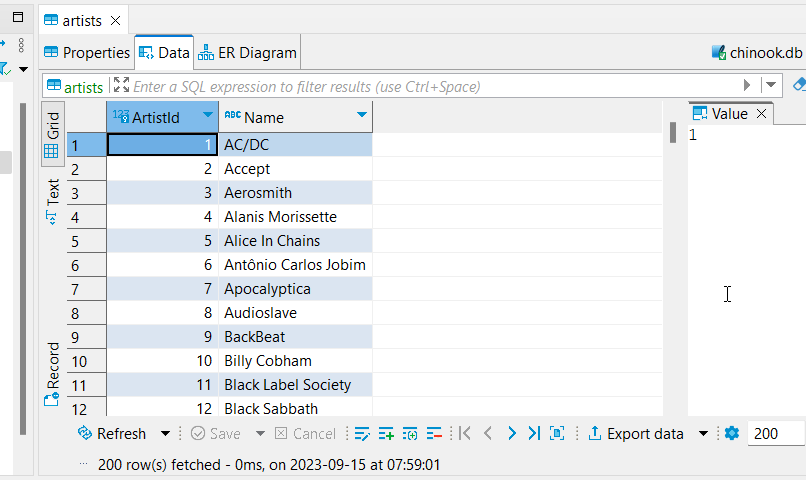 artists
Properties Data ER Diagram chinook.db
artists Enter a SQL expression to filter results (use Ctrl+Space)
Grid
Text
Record
123 ArtistId ABC Name
1 1 AC/DC
2 2 Accept
3 3 Aerosmith
4 4 Alanis Morissette
5 5 Alice In Chains
6 6 Antônio Carlos Jobim
7 7 Apocalyptica
8 8 Audioslave
9 9 BackBeat
10 10 Billy Cobham
11 11 Black Label Society
12 12 Black Sabbath
Value
1
Refresh Save Cancel Export data 200
200 row(s) fetched - 0ms, on 2023-09-15 at 07:59:01